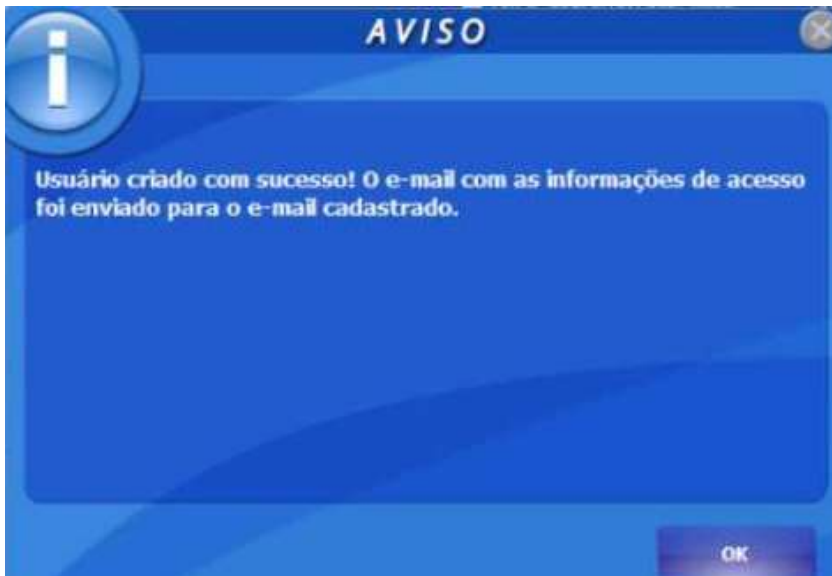 AVISO
Usuário criado com sucesso! O e-mail com as informações de acesso
foi enviado para o e-mail cadastrado.
OK